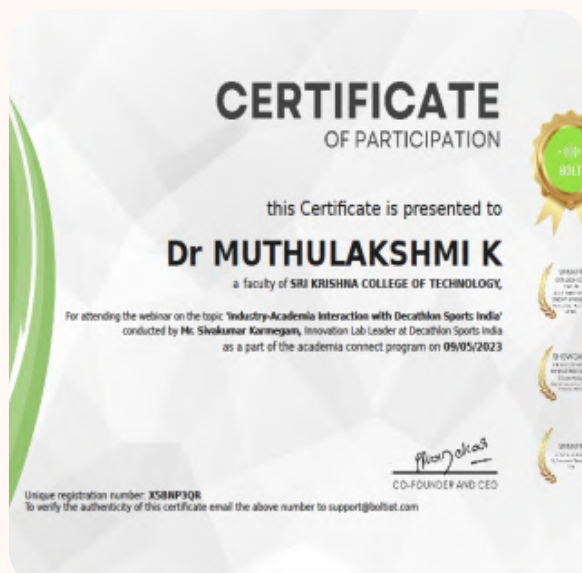 CERTIFICATE
OF PARTICIPATION
this Certificate is presented to
Dr MUTHULAKSHMI K
a faculty of SRI KRISHNA COLLEGE OF TECHNOLOGY,
For attending the webinar on the topic 'Industry-Academia Interaction with Decathlon Sports India'
conducted by Mr. Sivakumar Karmegam, Innovation Lab Leader at Decathlon Sports India
as a part of the academia connect program on 09/05/2023
CO-FOUNDER AND CEO
Unique registration number: X5BNP3QR
To verify the authenticity of this certificate email the above number to support@boltiot.com
BOLT